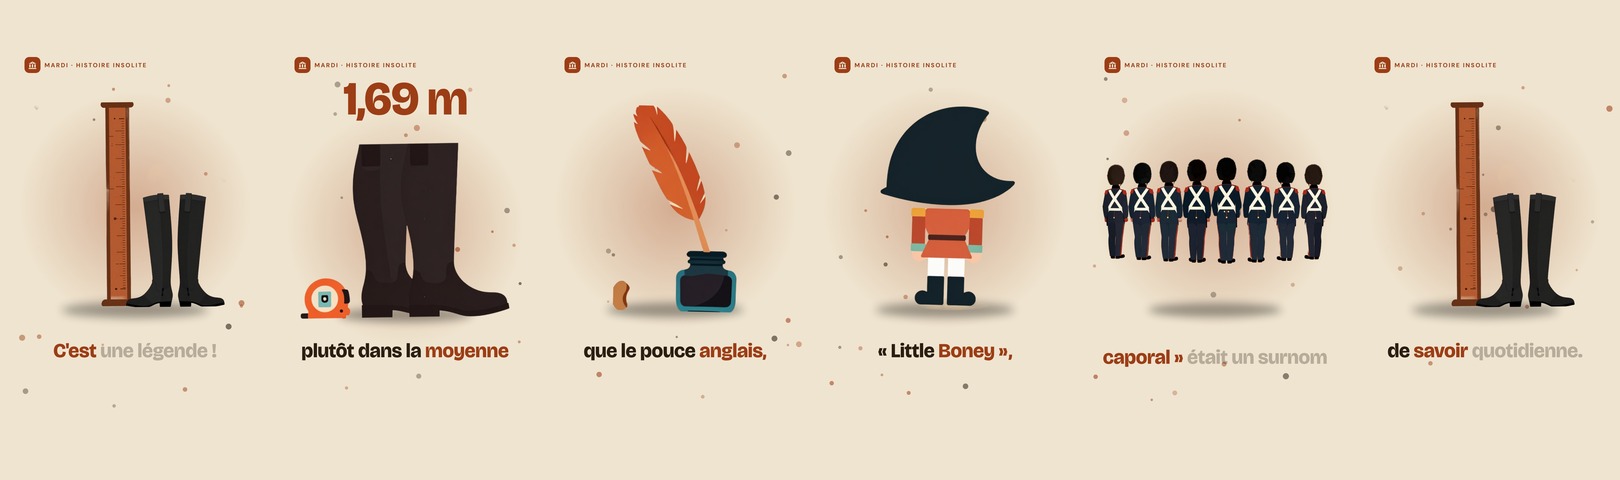 MARDI · HISTOIRE INSOLITE
C'est une légende !
MARDI · HISTOIRE INSOLITE
1,69 m
plutôt dans la moyenne
MARDI · HISTOIRE INSOLITE
que le pouce anglais,
MARDI · HISTOIRE INSOLITE
« Little Boney »,
MARDI · HISTOIRE INSOLITE
caporal » était un surnom
MARDI · HISTOIRE INSOLITE
de savoir quotidienne.